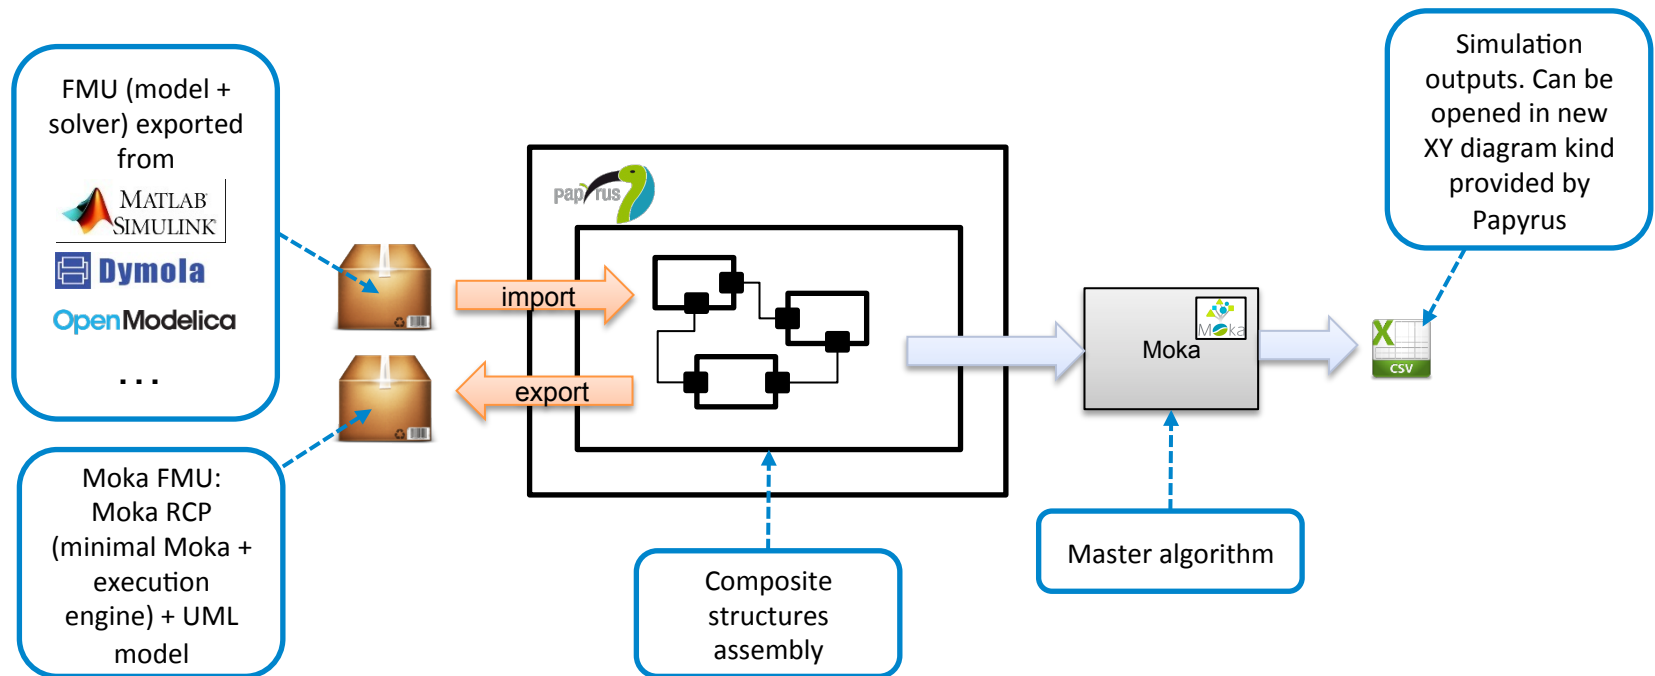 FMU (model +
solver) exported
from
MATLAB
SIMULINK
Dymola
OpenModelica
...
Moka FMU:
Moka RCP
(minimal Moka +
execution
engine) + UML
model
import
export
papyrus
Composite
structures
assembly
Moka
Moka
Master algorithm
Simulation
outputs. Can be
opened in new
XY diagram kind
provided by
Papyrus
X
CSV